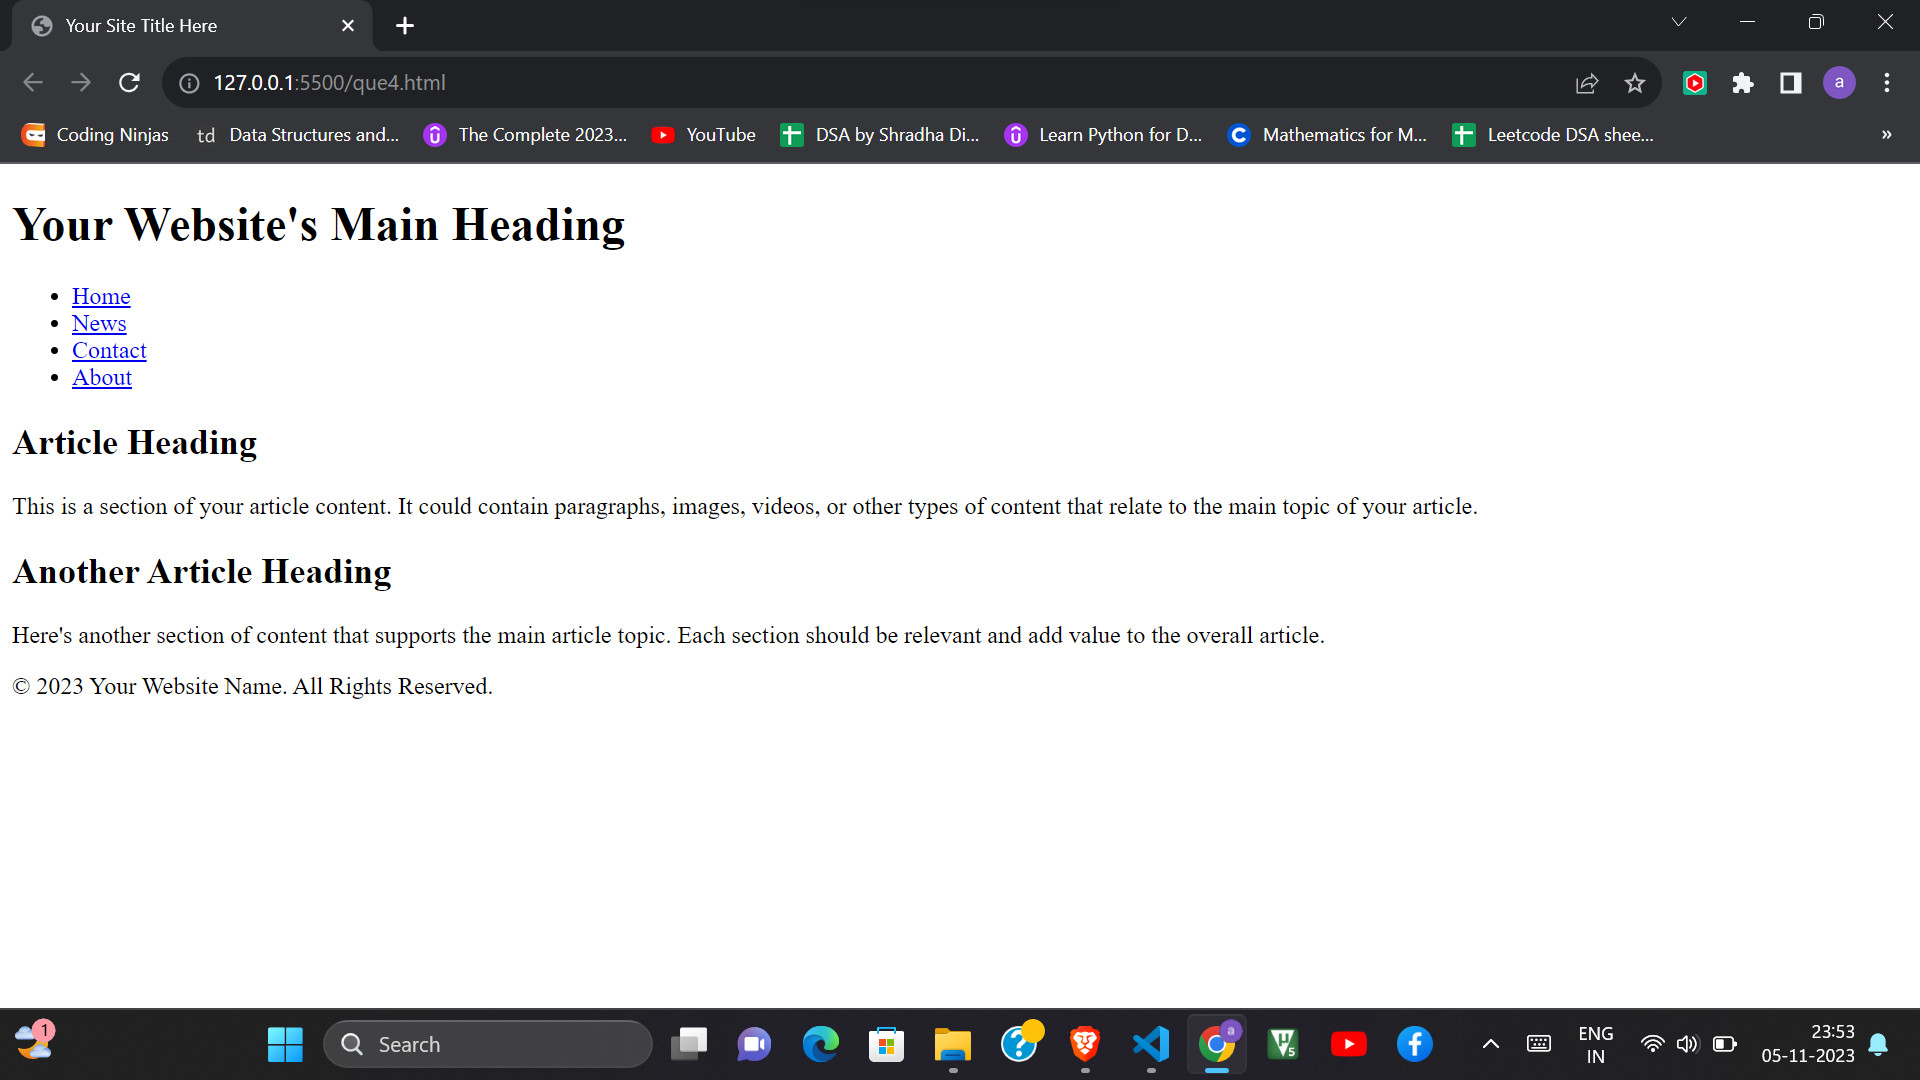 Your Site Title Here
127.0.0.1:5500/que4.html
a
Coding Ninjas
td Data Structures and...
The Complete 2023...
YouTube
DSA by Shradha Di...
Learn Python for D...
Mathematics for M...
Leetcode DSA shee...
»
Your Website's Main Heading
• Home
• News
• Contact
• About
Article Heading
This is a section of your article content. It could contain paragraphs, images, videos, or other types of content that relate to the main topic of your article.
Another Article Heading
Here's another section of content that supports the main article topic. Each section should be relevant and add value to the overall article.
© 2023 Your Website Name. All Rights Reserved.
1
Search
a
5
ENG
IN
23:53
05-11-2023